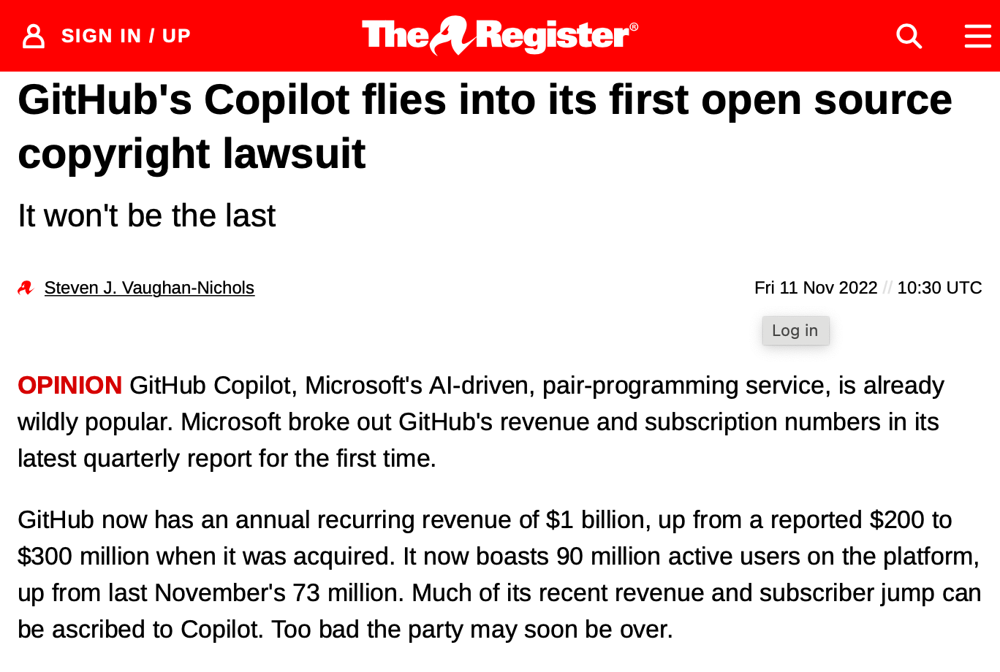 SIGN IN / UP
The Register®
GitHub's Copilot flies into its first open source
copyright lawsuit
It won't be the last
Steven J. Vaughan-Nichols
Fri 11 Nov 2022 // 10:30 UTC
Log in
OPINION GitHub Copilot, Microsoft's AI-driven, pair-programming service, is already
wildly popular. Microsoft broke out GitHub's revenue and subscription numbers in its
latest quarterly report for the first time.
GitHub now has an annual recurring revenue of $1 billion, up from a reported $200 to
$300 million when it was acquired. It now boasts 90 million active users on the platform,
up from last November's 73 million. Much of its recent revenue and subscriber jump can
be ascribed to Copilot. Too bad the party may soon be over.